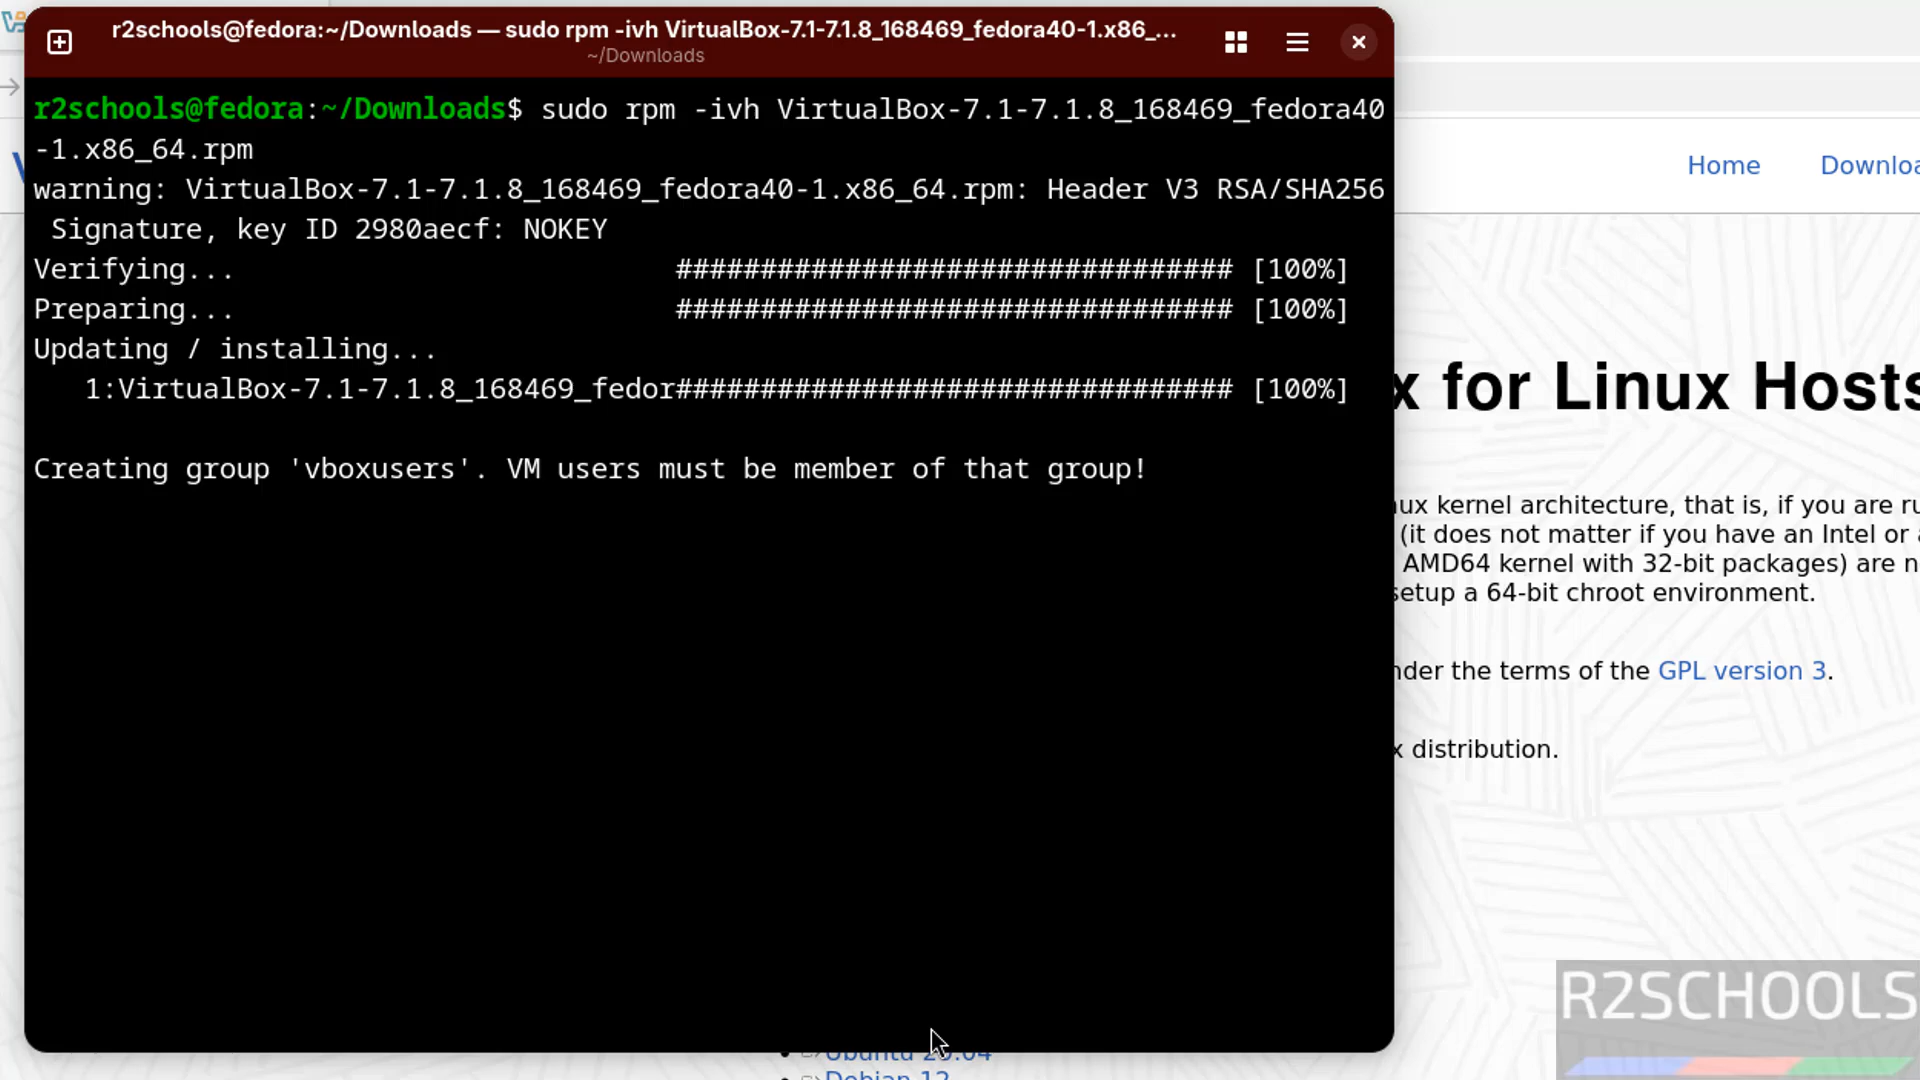 r2schools@fedora:~/Downloads — sudo rpm -ivh VirtualBox-7.1-7.1.8_168469_fedora40-1.x86_...
~/Downloads
r2schools@fedora:~/Downloads$ sudo rpm -ivh VirtualBox-7.1-7.1.8_168469_fedora40
-1.x86_64.rpm
warning: VirtualBox-7.1-7.1.8_168469_fedora40-1.x86_64.rpm: Header V3 RSA/SHA256
Signature, key ID 2980aecf: NOKEY
Verifying... ################################# [100%]
Preparing... ################################# [100%]
Updating / installing...
1:VirtualBox-7.1-7.1.8_168469_fedor################################# [100%]
Creating group 'vboxusers'. VM users must be member of that group!
Home Downloa
x for Linux Hosts
ux kernel architecture, that is, if you are ru
(it does not matter if you have an Intel or a
AMD64 kernel with 32-bit packages) are n
setup a 64-bit chroot environment.
nder the terms of the GPL version 3.
x distribution.
R2SCHOOLS
Debian 12